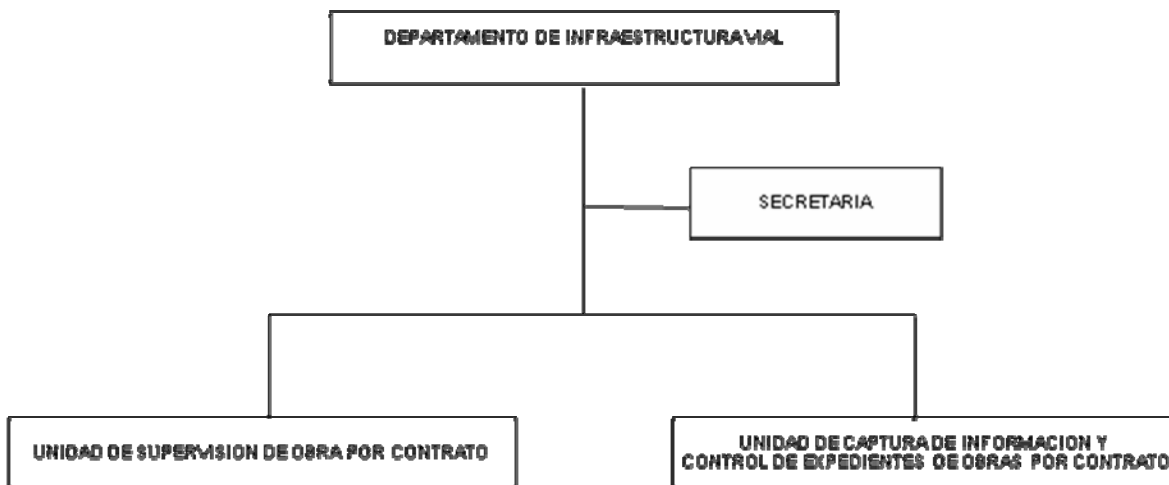 DEPARTAMENTO DE INFRAESTRUCTURA VIAL
SECRETARIA
UNIDAD DE SUPERVISION DE OBRA POR CONTRATO
UNIDAD DE CAPTURA DE INFORMACION Y
CONTROL DE EXPEDIENTES DE OBRAS POR CONTRATO